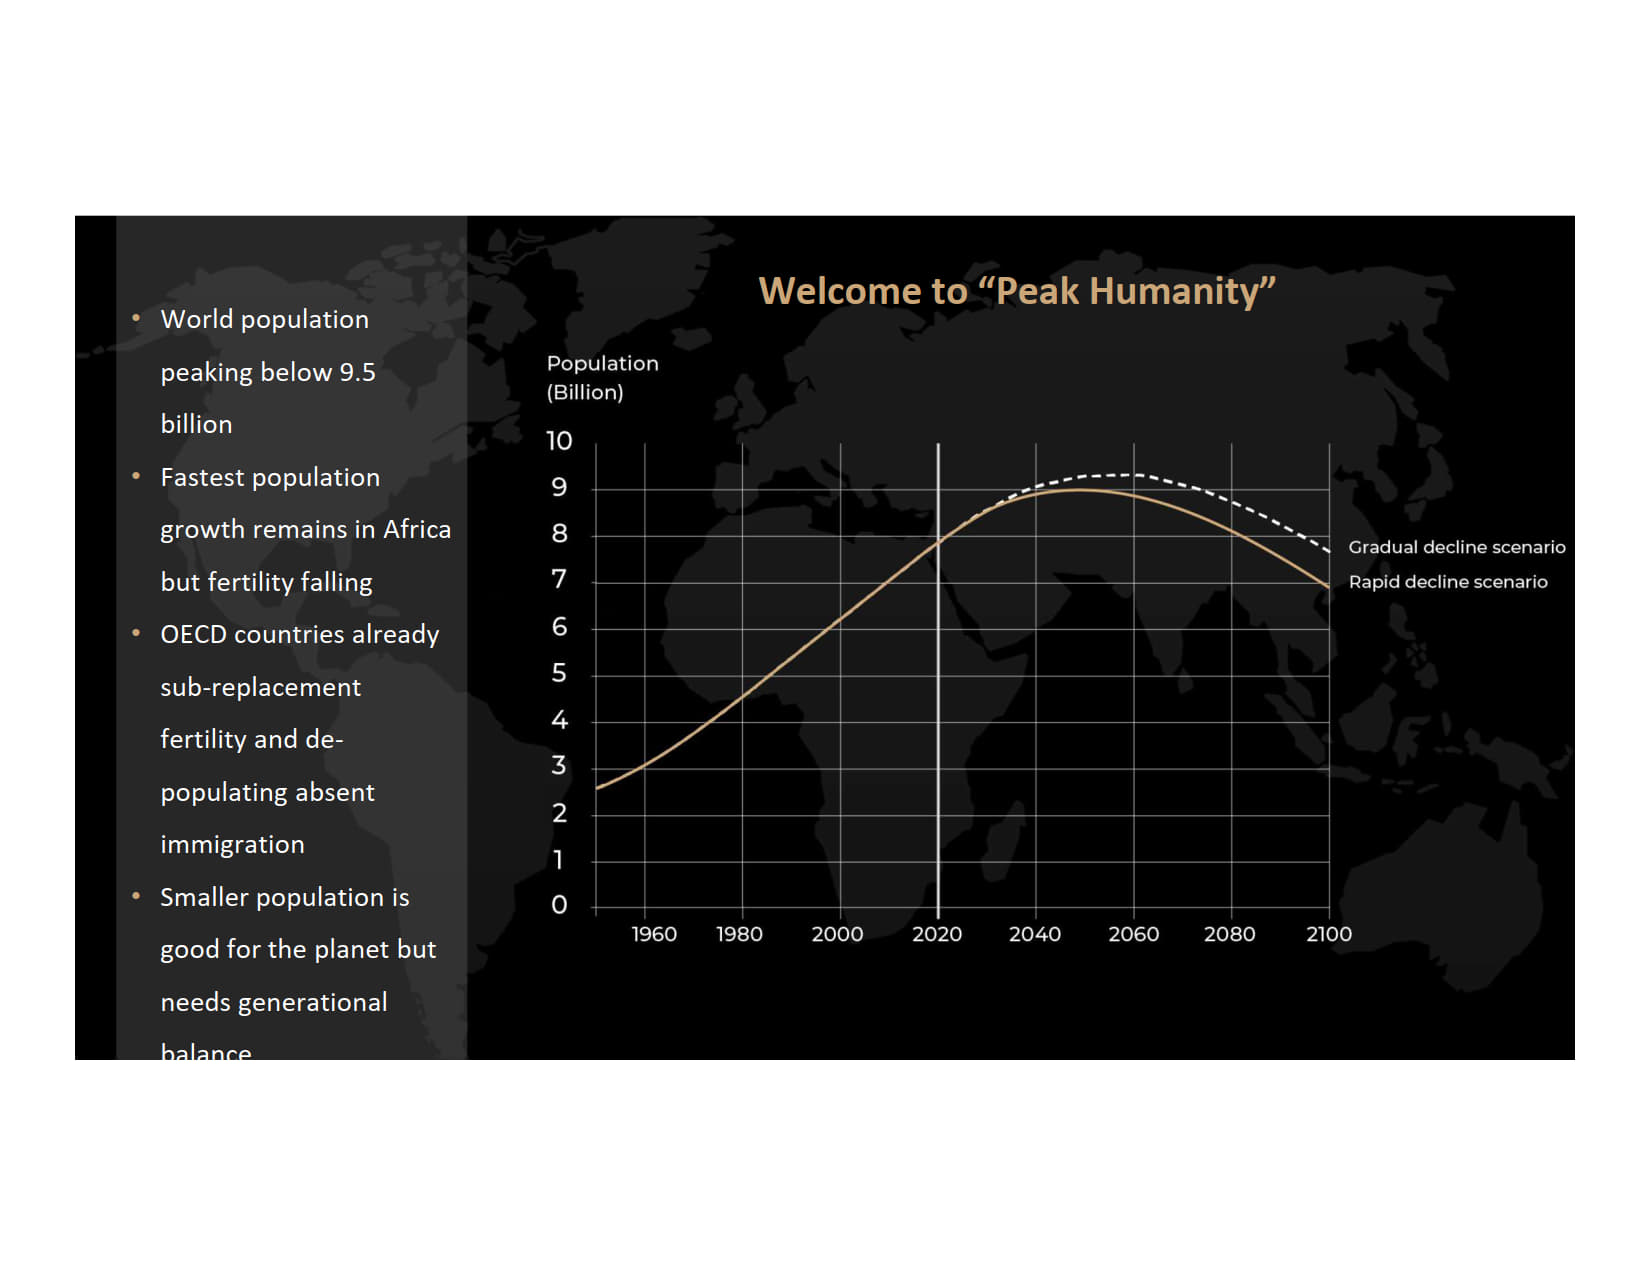 Welcome to “Peak Humanity”
• World population
peaking below 9.5
billion
• Fastest population
growth remains in Africa
but fertility falling
• OECD countries already
sub-replacement
fertility and de-
populating absent
immigration
• Smaller population is
good for the planet but
needs generational
balance
Population
(Billion)
10
9
8
7
6
5
4
3
2
1
0
1960 1980 2000 2020 2040 2060 2080 2100
Gradual decline scenario
Rapid decline scenario